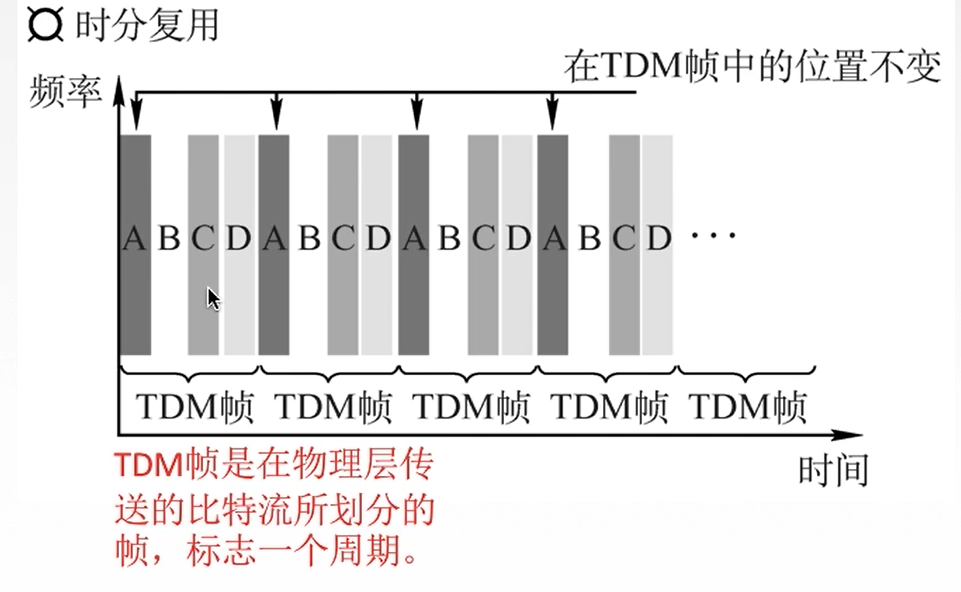 时分复用
在TDM帧中的位置不变
频率
A B C D A B C D A B C D A B C D ···
TDM帧 TDM帧 TDM帧 TDM帧 TDM帧
时间
TDM帧是在物理层传
送的比特流所划分的
帧，标志一个周期。